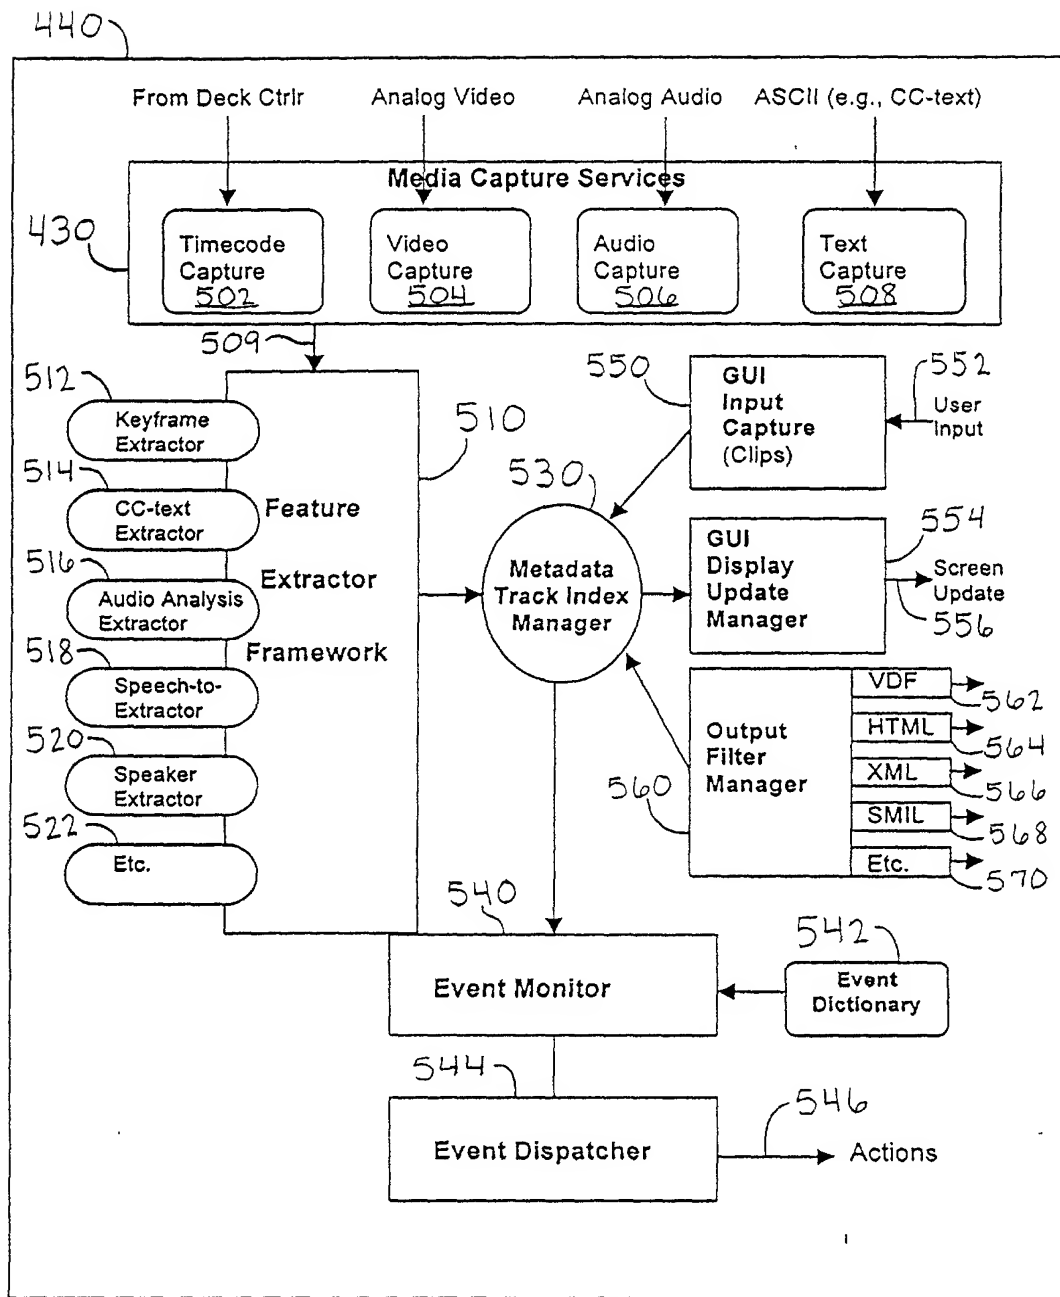 440
From Deck Ctrlr
Analog Video
Analog Audio
ASCII (e.g., CC-text)
Media Capture Services
430
Timecode
Capture
502
Video
Capture
504
Audio
Capture
506
Text
Capture
508
509
512
Keyframe
Extractor
514
CC-text
Extractor
516
Audio Analysis
Extractor
518
Speech-to-
Extractor
520
Speaker
Extractor
522
Etc.
Feature
Extractor
Framework
510
530
Metadata
Track Index
Manager
550
GUI
Input
Capture
(Clips)
552
User
Input
GUI
Display
Update
Manager
554
Screen
Update
556
Output
Filter
Manager
560
VDF
562
HTML
564
XML
566
SMIL
568
Etc.
570
540
Event Monitor
542
Event
Dictionary
544
Event Dispatcher
546
Actions